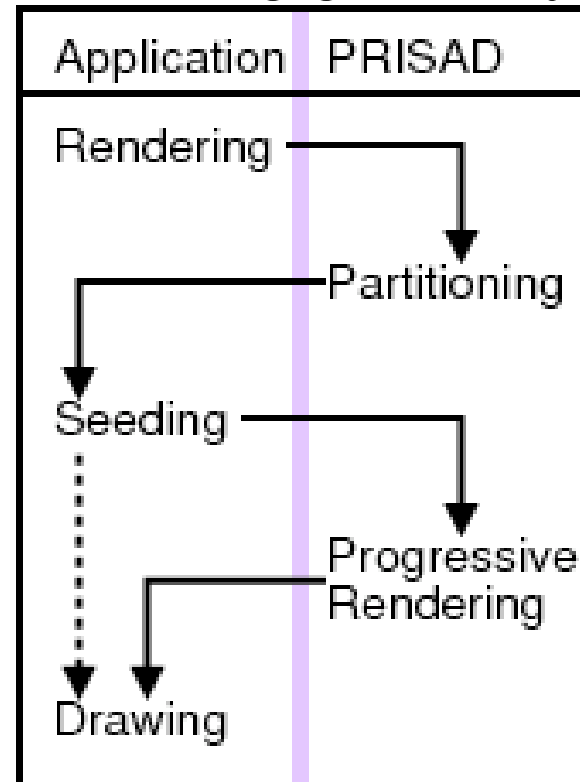 Application PRISAD
Rendering
Partitioning
Seeding
Progressive
Rendering
Drawing